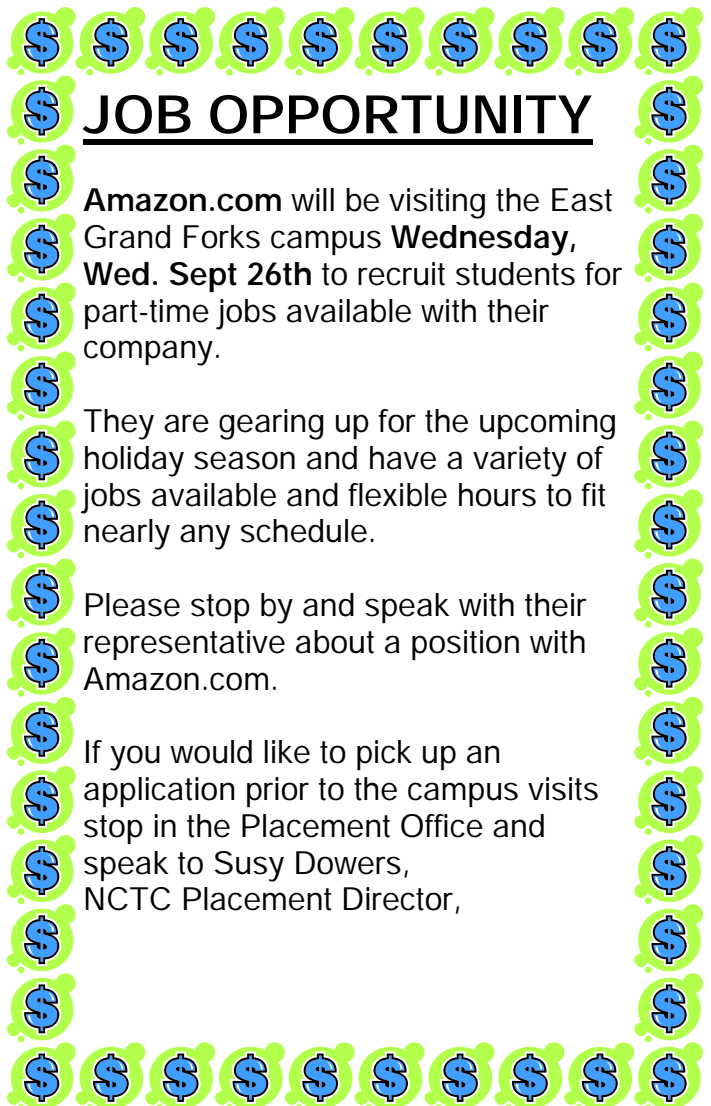 JOB OPPORTUNITY
Amazon.com will be visiting the East
Grand Forks campus Wednesday,
Wed. Sept 26th to recruit students for
part-time jobs available with their
company.
They are gearing up for the upcoming
holiday season and have a variety of
jobs available and flexible hours to fit
nearly any schedule.
Please stop by and speak with their
representative about a position with
Amazon.com.
If you would like to pick up an
application prior to the campus visits
stop in the Placement Office and
speak to Susy Dowers,
NCTC Placement Director,